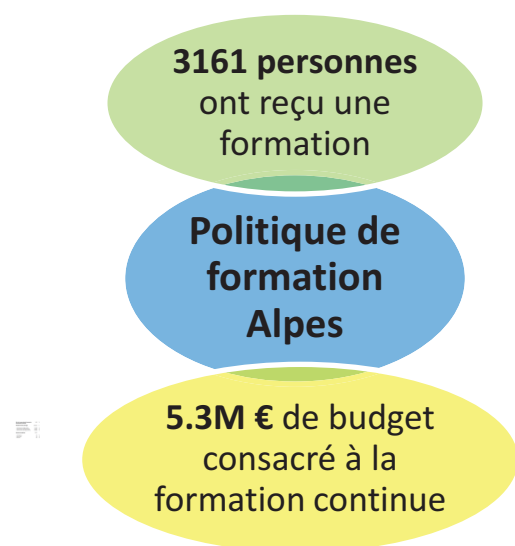 3161 personnes
ont reçu une
formation
Politique de
formation
Alpes
5.3M € de budget
consacré à la
formation continue